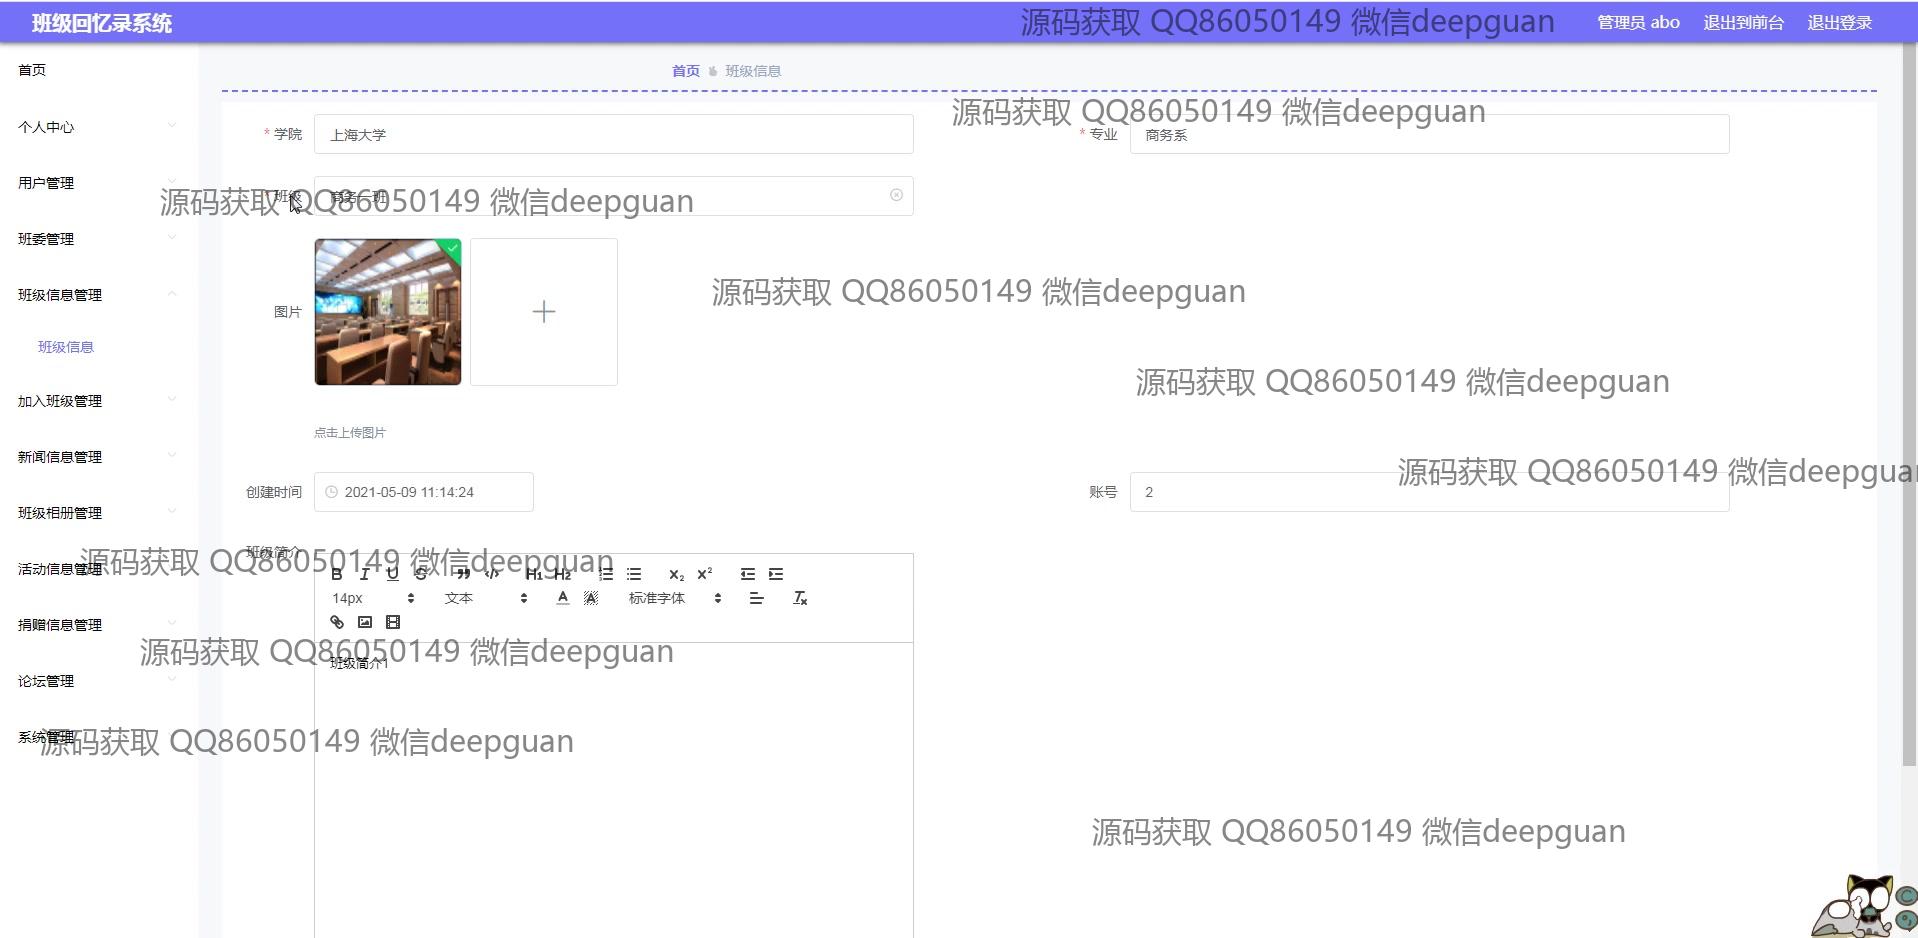 班级回忆录系统
源码获取 QQ86050149 微信deepguan
管理员 abo
退出到前台
退出登录
首页
首页
班级信息
个人中心
源码获取 QQ86050149 微信deepguan
* 学院
上海大学
* 专业
商务系
用户管理
* 班级
商务一班
源码获取 QQ86050149 微信deepguan
班委管理
班级信息管理
源码获取 QQ86050149 微信deepguan
图片
班级信息
源码获取 QQ86050149 微信deepguan
加入班级管理
点击上传图片
新闻信息管理
源码获取 QQ86050149 微信deepguan
创建时间
2021-05-09 11:14:24
账号
2
班级相册管理
班级简介
源码获取 QQ86050149 微信deepguan
活动信息管理
B I U S H1 H2 X2 X2
14px
文本
A A
标准字体
Tx
捐赠信息管理
源码获取 QQ86050149 微信deepguan
班级简介1
论坛管理
系统管理
源码获取 QQ86050149 微信deepguan
源码获取 QQ86050149 微信deepguan